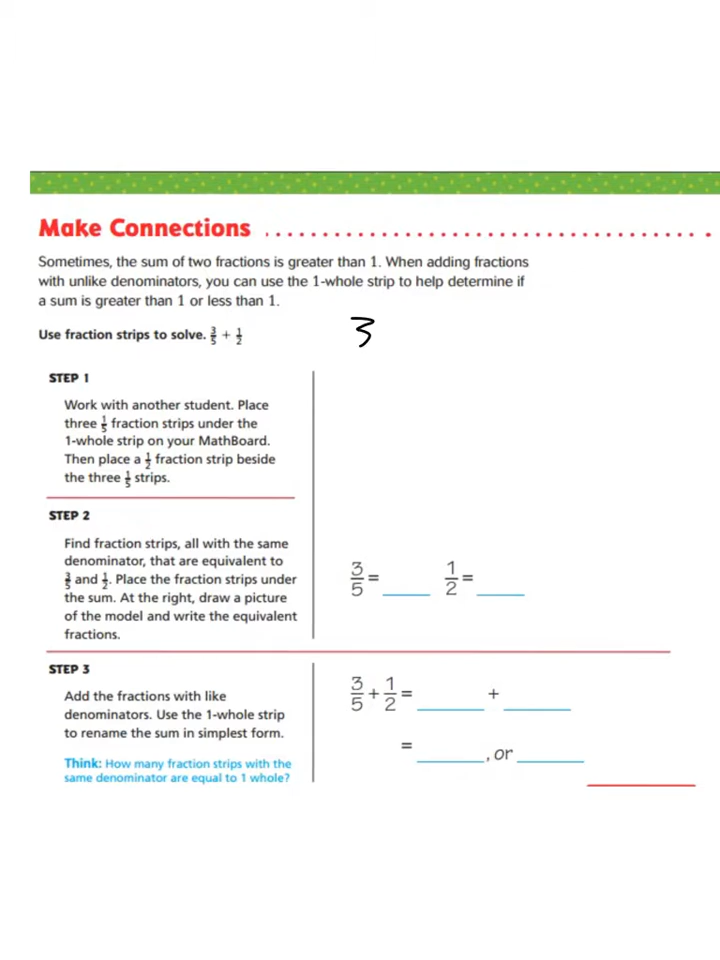 Make Connections
Sometimes, the sum of two fractions is greater than 1. When adding fractions
with unlike denominators, you can use the 1-whole strip to help determine if
a sum is greater than 1 or less than 1.
Use fraction strips to solve. 3/5 + 1/2
3
STEP 1
Work with another student. Place
three 1/5 fraction strips under the
1-whole strip on your MathBoard.
Then place a 1/2 fraction strip beside
the three 1/5 strips.
STEP 2
Find fraction strips, all with the same
denominator, that are equivalent to
3/5 and 1/2. Place the fraction strips under
the sum. At the right, draw a picture
of the model and write the equivalent
fractions.
3/5 = ____ 1/2 = ____
STEP 3
Add the fractions with like
denominators. Use the 1-whole strip
to rename the sum in simplest form.
Think: How many fraction strips with the
same denominator are equal to 1 whole?
3/5 + 1/2 = ____ + ____
= ____, or ____